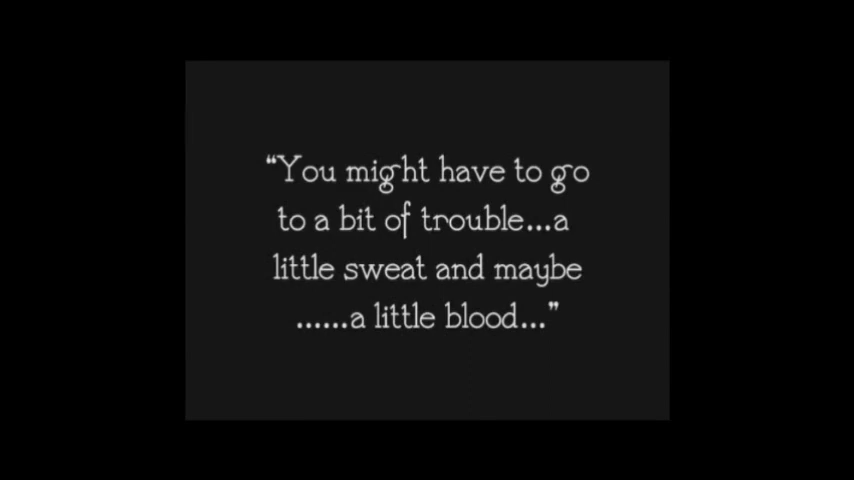 “You might have to go
to a bit of trouble...a
little sweat and maybe
......a little blood...”